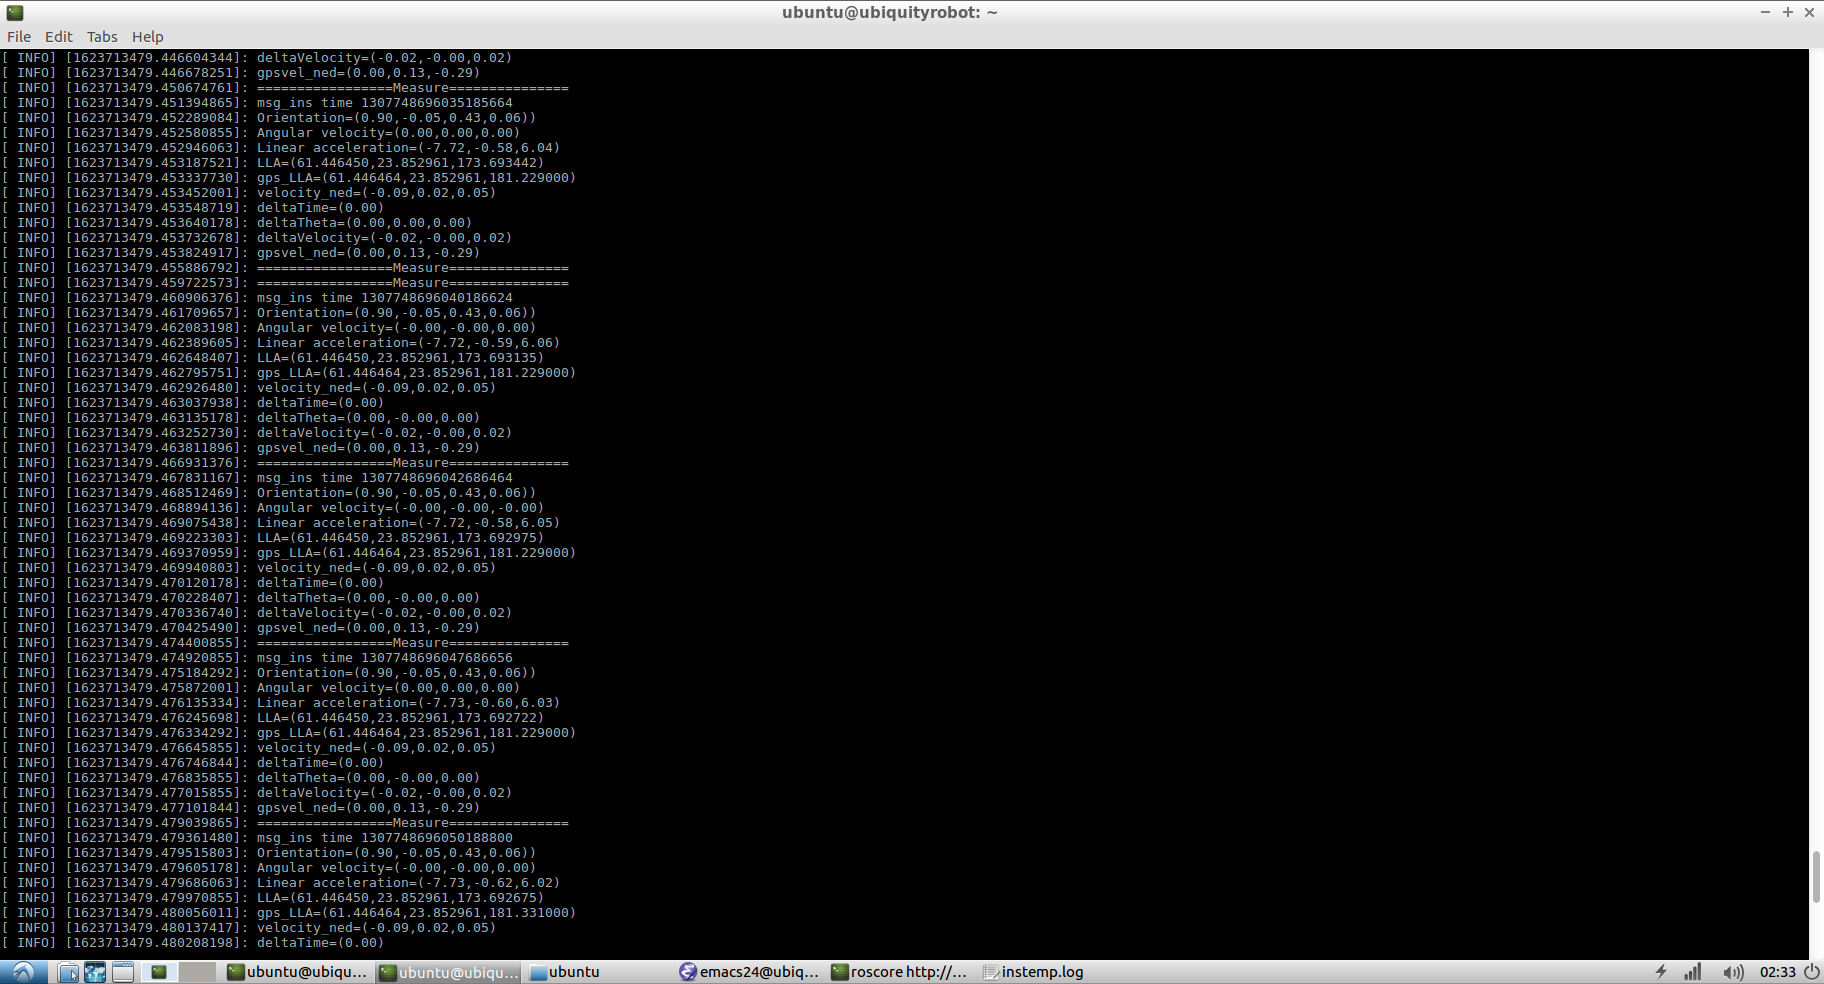 ubuntu@ubiquityrobot: ~
File Edit Tabs Help
[ INFO] [1623713479.446604344]: deltaVelocity=(-0.02,-0.00,0.02)
[ INFO] [1623713479.446678251]: gpsvel_ned=(0.00,0.13,-0.29)
[ INFO] [1623713479.450674761]: =================Measure===============
[ INFO] [1623713479.451394865]: msg_ins time 1307748696035185664
[ INFO] [1623713479.452289084]: Orientation=(0.90,-0.05,0.43,0.06))
[ INFO] [1623713479.452580855]: Angular velocity=(0.00,0.00,0.00)
[ INFO] [1623713479.452946063]: Linear acceleration=(-7.72,-0.58,6.04)
[ INFO] [1623713479.453187521]: LLA=(61.446450,23.852961,173.693442)
[ INFO] [1623713479.453337730]: gps_LLA=(61.446464,23.852961,181.229000)
[ INFO] [1623713479.453452001]: velocity_ned=(-0.09,0.02,0.05)
[ INFO] [1623713479.453548719]: deltaTime=(0.00)
[ INFO] [1623713479.453640178]: deltaTheta=(0.00,0.00,0.00)
[ INFO] [1623713479.453732678]: deltaVelocity=(-0.02,-0.00,0.02)
[ INFO] [1623713479.453824917]: gpsvel_ned=(0.00,0.13,-0.29)
[ INFO] [1623713479.455886792]: =================Measure===============
[ INFO] [1623713479.459722573]: =================Measure===============
[ INFO] [1623713479.460906376]: msg_ins time 1307748696040186624
[ INFO] [1623713479.461709657]: Orientation=(0.90,-0.05,0.43,0.06))
[ INFO] [1623713479.462083198]: Angular velocity=(-0.00,-0.00,0.00)
[ INFO] [1623713479.462389605]: Linear acceleration=(-7.72,-0.59,6.06)
[ INFO] [1623713479.462648407]: LLA=(61.446450,23.852961,173.693135)
[ INFO] [1623713479.462795751]: gps_LLA=(61.446464,23.852961,181.229000)
[ INFO] [1623713479.462926480]: velocity_ned=(-0.09,0.02,0.05)
[ INFO] [1623713479.463037938]: deltaTime=(0.00)
[ INFO] [1623713479.463135178]: deltaTheta=(0.00,-0.00,0.00)
[ INFO] [1623713479.463252730]: deltaVelocity=(-0.02,-0.00,0.02)
[ INFO] [1623713479.463811896]: gpsvel_ned=(0.00,0.13,-0.29)
[ INFO] [1623713479.466931376]: =================Measure===============
[ INFO] [1623713479.467831167]: msg_ins time 1307748696042686464
[ INFO] [1623713479.468512469]: Orientation=(0.90,-0.05,0.43,0.06))
[ INFO] [1623713479.468894136]: Angular velocity=(-0.00,-0.00,-0.00)
[ INFO] [1623713479.469075438]: Linear acceleration=(-7.72,-0.58,6.05)
[ INFO] [1623713479.469223303]: LLA=(61.446450,23.852961,173.692975)
[ INFO] [1623713479.469370959]: gps_LLA=(61.446464,23.852961,181.229000)
[ INFO] [1623713479.469940803]: velocity_ned=(-0.09,0.02,0.05)
[ INFO] [1623713479.470120178]: deltaTime=(0.00)
[ INFO] [1623713479.470228407]: deltaTheta=(0.00,-0.00,0.00)
[ INFO] [1623713479.470336740]: deltaVelocity=(-0.02,-0.00,0.02)
[ INFO] [1623713479.470425490]: gpsvel_ned=(0.00,0.13,-0.29)
[ INFO] [1623713479.474400855]: =================Measure===============
[ INFO] [1623713479.474920855]: msg_ins time 1307748696047686656
[ INFO] [1623713479.475184292]: Orientation=(0.90,-0.05,0.43,0.06))
[ INFO] [1623713479.475872001]: Angular velocity=(0.00,0.00,0.00)
[ INFO] [1623713479.476135334]: Linear acceleration=(-7.73,-0.60,6.03)
[ INFO] [1623713479.476245698]: LLA=(61.446450,23.852961,173.692722)
[ INFO] [1623713479.476334292]: gps_LLA=(61.446464,23.852961,181.229000)
[ INFO] [1623713479.476645855]: velocity_ned=(-0.09,0.02,0.05)
[ INFO] [1623713479.476746844]: deltaTime=(0.00)
[ INFO] [1623713479.476835855]: deltaTheta=(0.00,-0.00,0.00)
[ INFO] [1623713479.477015855]: deltaVelocity=(-0.02,-0.00,0.02)
[ INFO] [1623713479.477101844]: gpsvel_ned=(0.00,0.13,-0.29)
[ INFO] [1623713479.479039865]: =================Measure===============
[ INFO] [1623713479.479361480]: msg_ins time 1307748696050188800
[ INFO] [1623713479.479515803]: Orientation=(0.90,-0.05,0.43,0.06))
[ INFO] [1623713479.479605178]: Angular velocity=(-0.00,-0.00,0.00)
[ INFO] [1623713479.479686063]: Linear acceleration=(-7.73,-0.62,6.02)
[ INFO] [1623713479.479970855]: LLA=(61.446450,23.852961,173.692675)
[ INFO] [1623713479.480056011]: gps_LLA=(61.446464,23.852961,181.331000)
[ INFO] [1623713479.480137417]: velocity_ned=(-0.09,0.02,0.05)
[ INFO] [1623713479.480208198]: deltaTime=(0.00)
ubuntu@ubiqu... ubuntu@ubiqu... ubuntu emacs24@ubiq... roscore http://... instemp.log 02:33